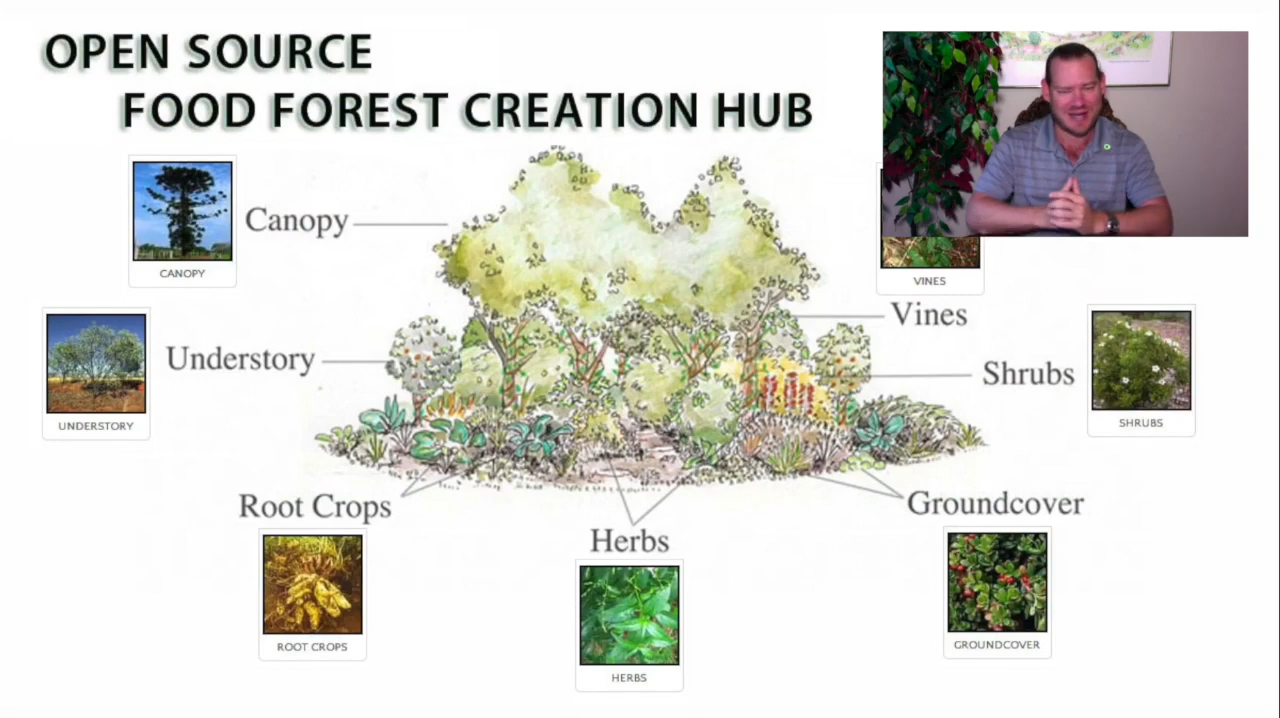 OPEN SOURCE
FOOD FOREST CREATION HUB
CANOPY
Canopy
VINES
Vines
UNDERSTORY
Understory
Shrubs
SHRUBS
Root Crops
ROOT CROPS
Herbs
HERBS
Groundcover
GROUNDCOVER